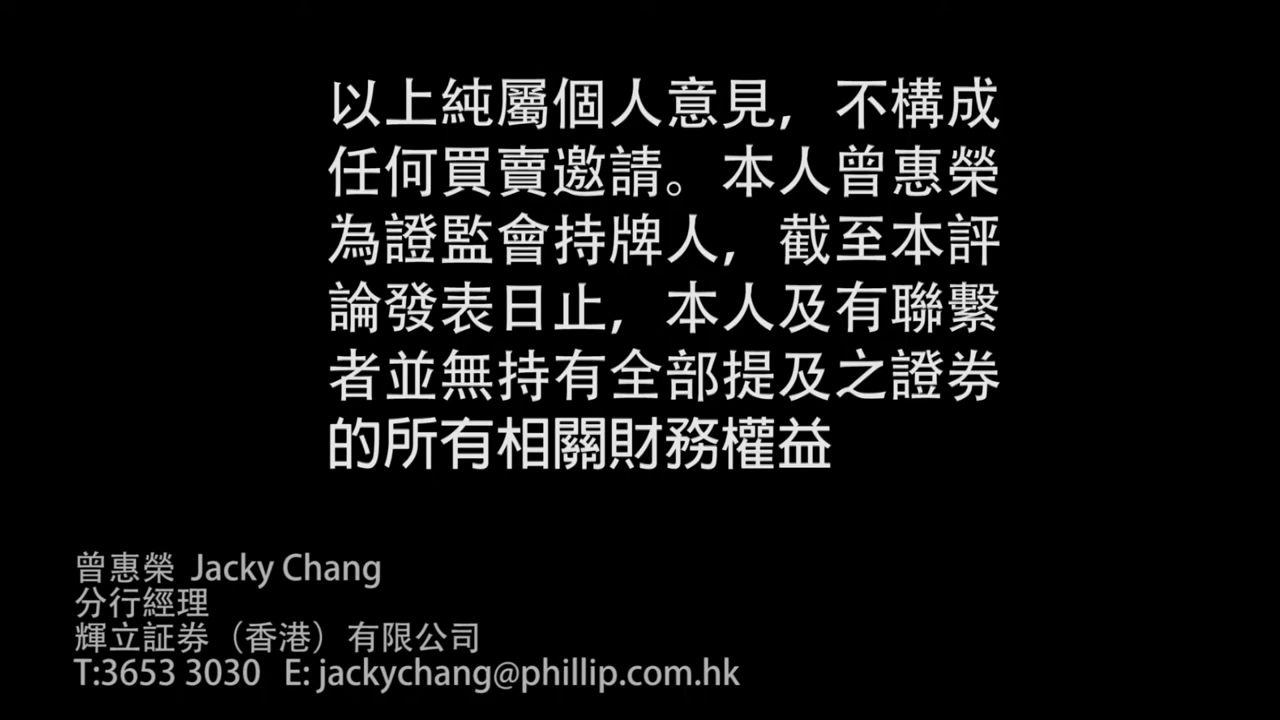 以上純屬個人意見，不構成
任何買賣邀請。本人曾惠榮
為證監會持牌人，截至本評
論發表日止，本人及有聯繫
者並無持有全部提及之證券
的所有相關財務權益
曾惠榮 Jacky Chang
分行經理
輝立証券（香港）有限公司
T:3653 3030 E: jackychang@phillip.com.hk